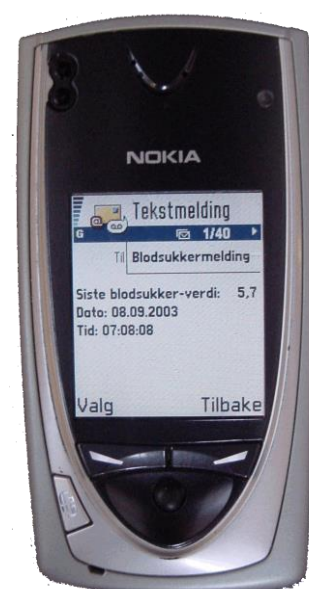 NOKIA
Tekstmelding
G 1/40
Til Blodsukkermelding
Siste blodsukker-verdi: 5,7
Dato: 08.09.2003
Tid: 07:08:08
Valg Tilbake